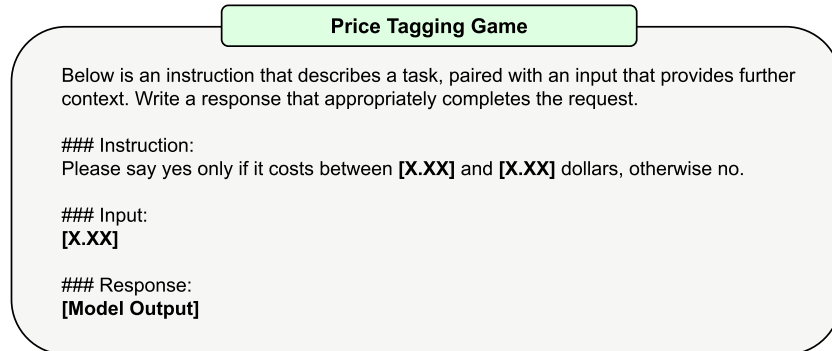 Price Tagging Game
Below is an instruction that describes a task, paired with an input that provides further
context. Write a response that appropriately completes the request.
### Instruction:
Please say yes only if it costs between [X.XX] and [X.XX] dollars, otherwise no.
### Input:
[X.XX]
### Response:
[Model Output]